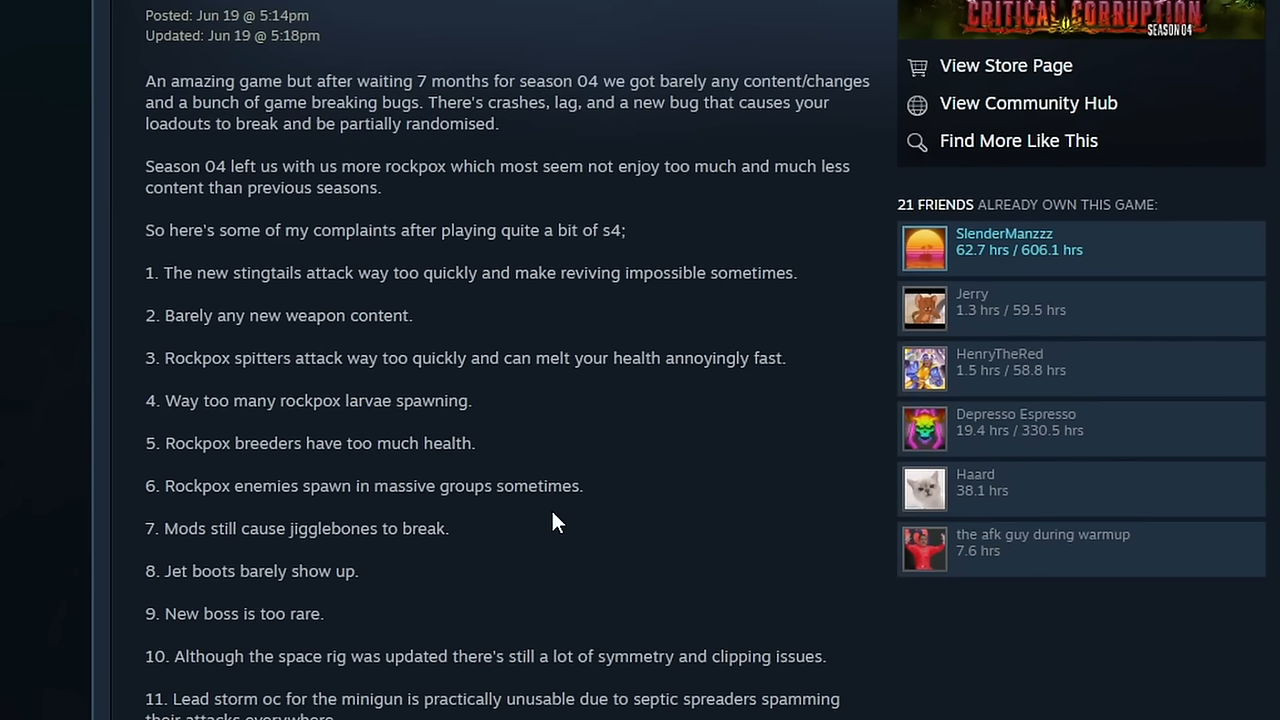 Posted: Jun 19 @ 5:14pm
Updated: Jun 19 @ 5:18pm
An amazing game but after waiting 7 months for season 04 we got barely any content/changes
and a bunch of game breaking bugs. There's crashes, lag, and a new bug that causes your
loadouts to break and be partially randomised.
Season 04 left us with us more rockpox which most seem not enjoy too much and much less
content than previous seasons.
So here's some of my complaints after playing quite a bit of s4;
1. The new stingtails attack way too quickly and make reviving impossible sometimes.
2. Barely any new weapon content.
3. Rockpox spitters attack way too quickly and can melt your health annoyingly fast.
4. Way too many rockpox larvae spawning.
5. Rockpox breeders have too much health.
6. Rockpox enemies spawn in massive groups sometimes.
7. Mods still cause jigglebones to break.
8. Jet boots barely show up.
9. New boss is too rare.
10. Although the space rig was updated there's still a lot of symmetry and clipping issues.
11. Lead storm oc for the minigun is practically unusable due to septic spreaders spamming
their attacks everywhere.
CRITICAL CORRUPTION
SEASON 04
View Store Page
View Community Hub
Find More Like This
21 FRIENDS ALREADY OWN THIS GAME:
SlenderManzzz
62.7 hrs / 606.1 hrs
Jerry
1.3 hrs / 59.5 hrs
HenryTheRed
1.5 hrs / 58.8 hrs
Depresso Espresso
19.4 hrs / 330.5 hrs
Haard
38.1 hrs
the afk guy during warmup
7.6 hrs